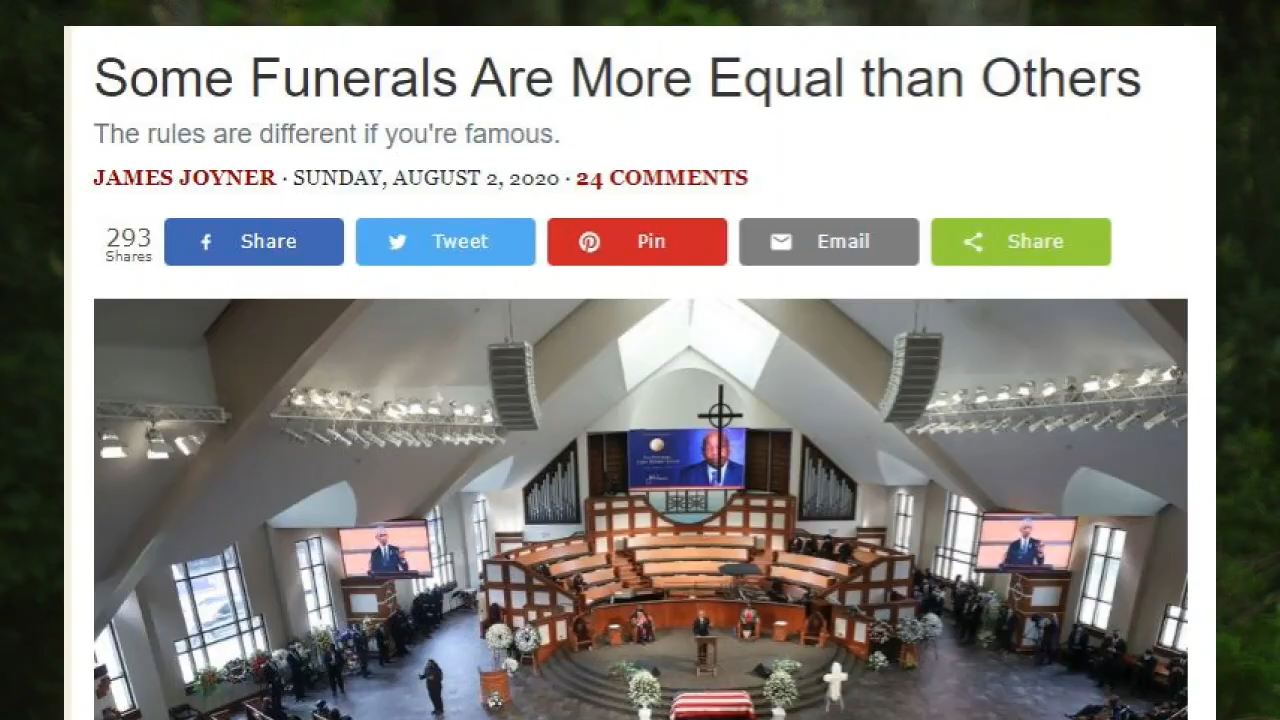 Some Funerals Are More Equal than Others
The rules are different if you're famous.
JAMES JOYNER · SUNDAY, AUGUST 2, 2020 · 24 COMMENTS
293
Shares
Share
Tweet
Pin
Email
Share